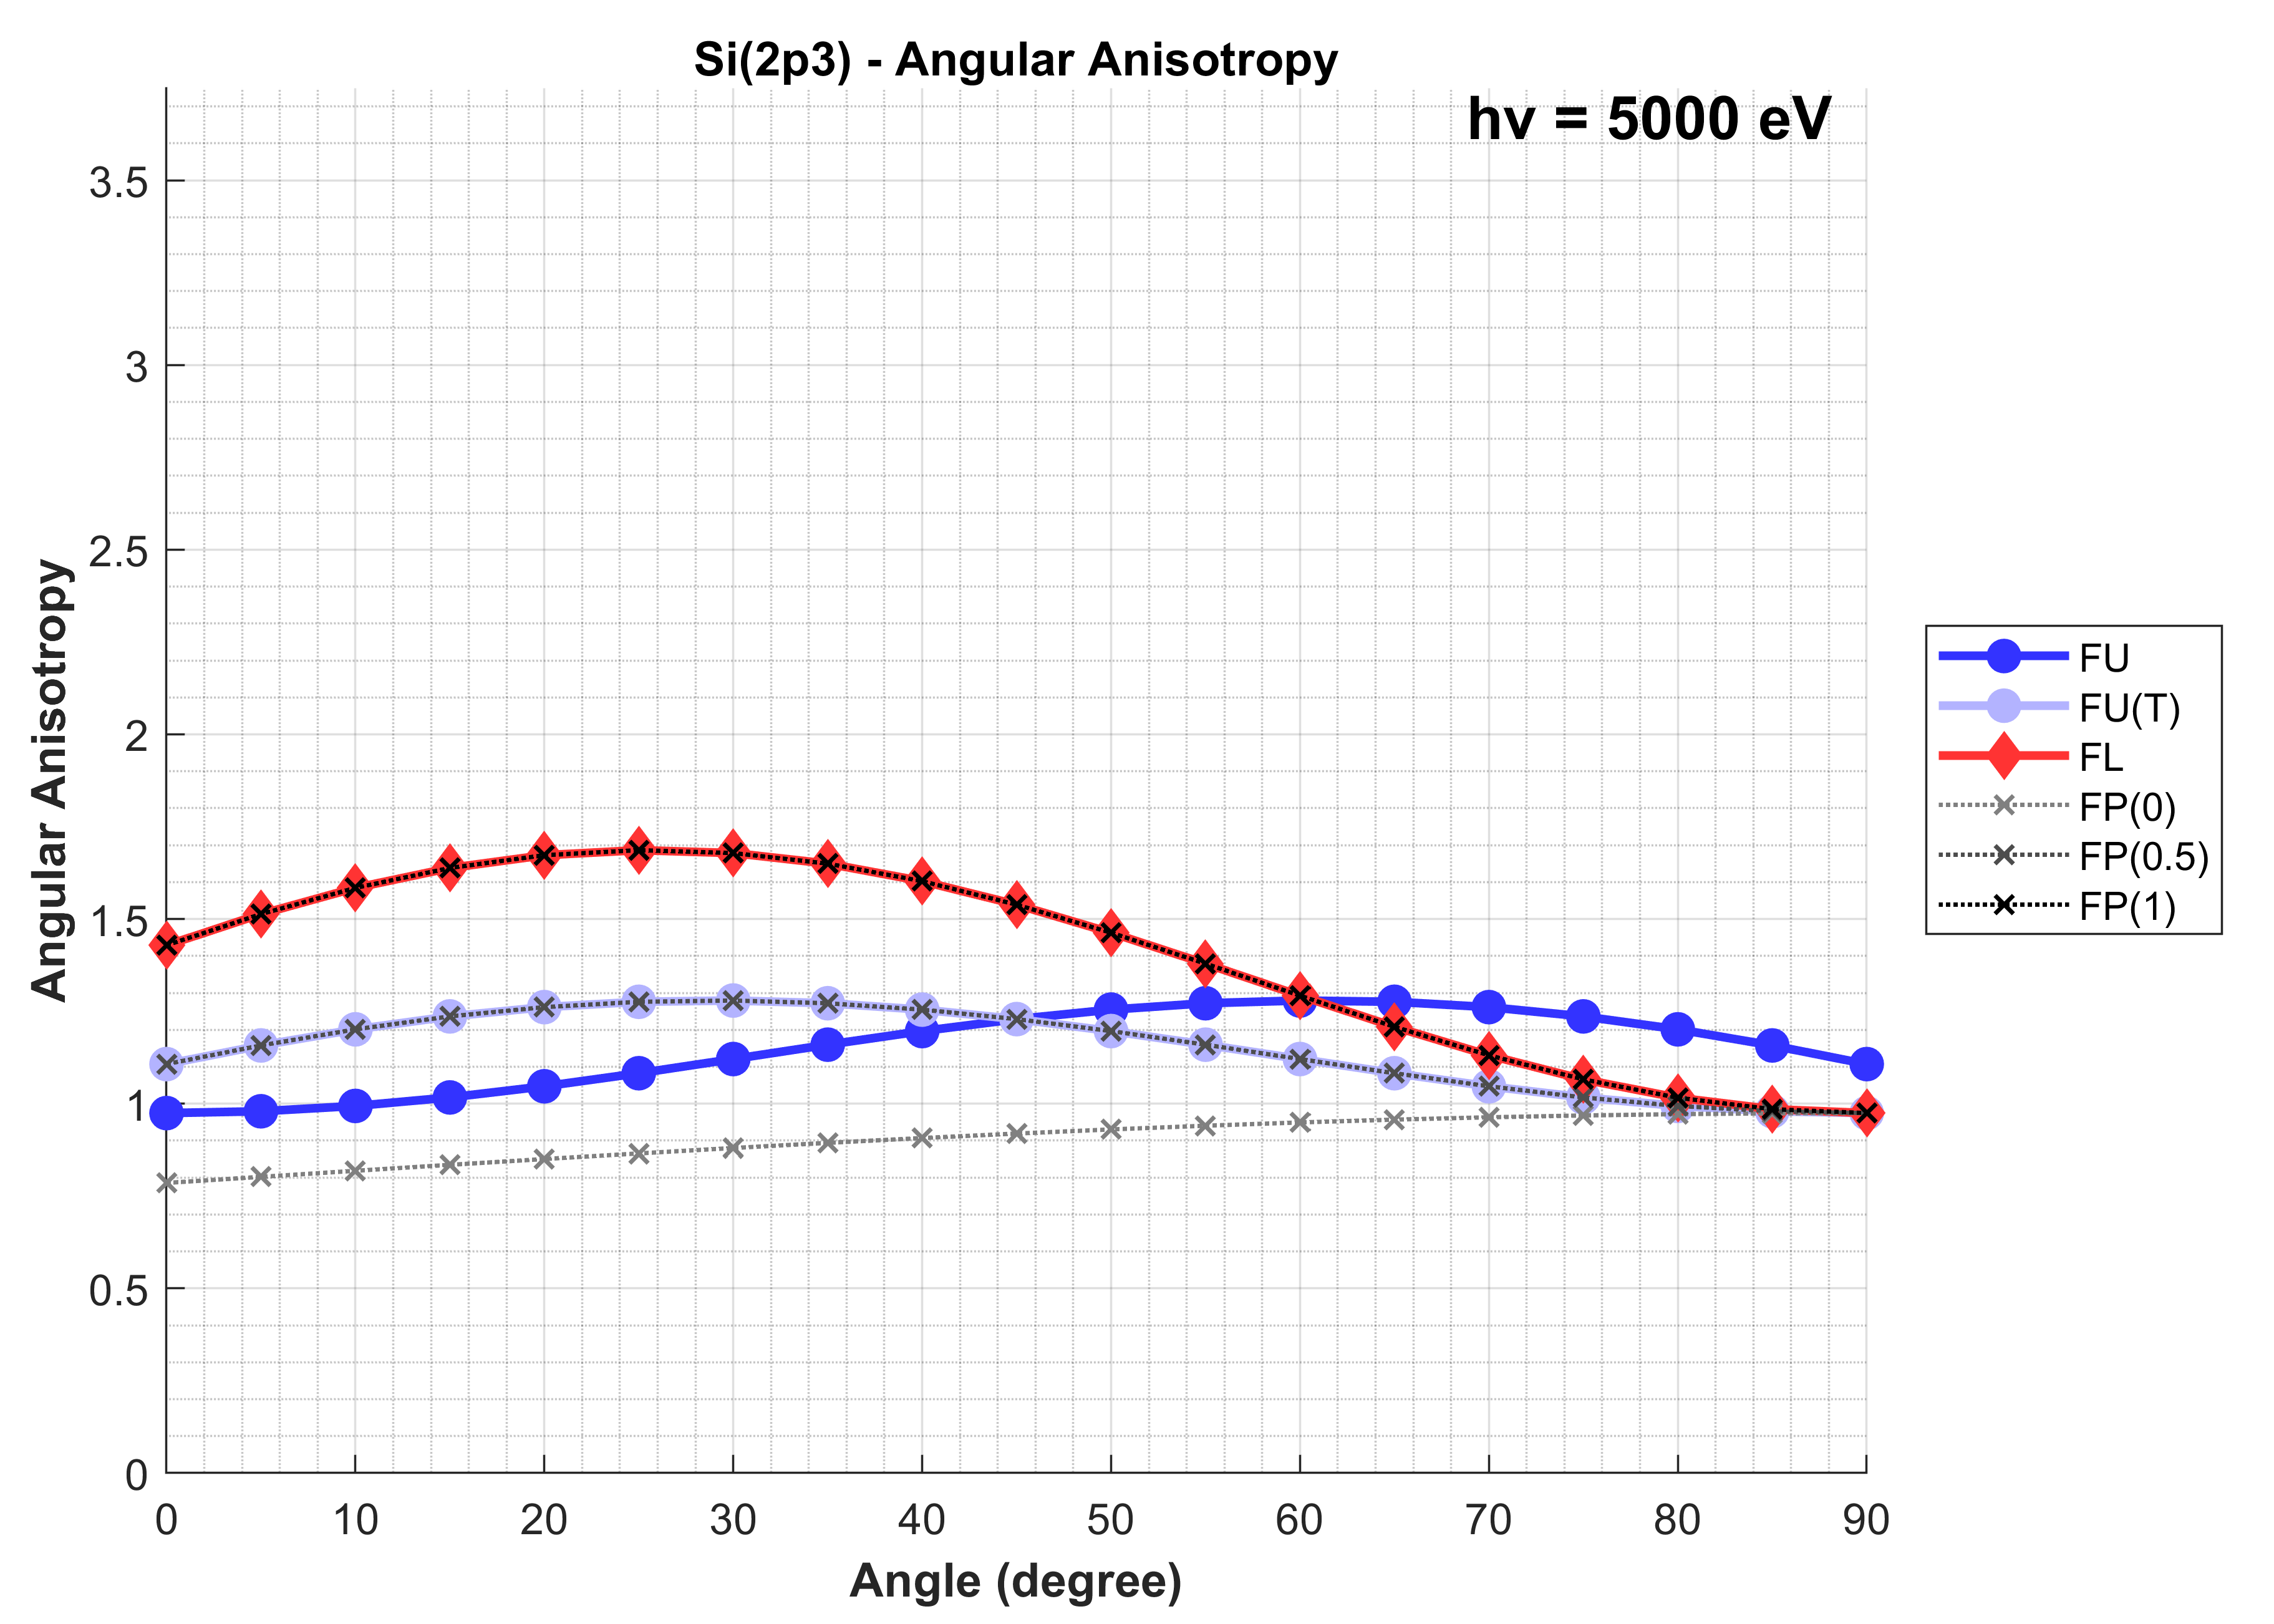 Si(2p3) - Angular Anisotropy
hν = 5000 eV
3.5
3
2.5
2
1.5
1
0.5
0
Angular Anisotropy
0 10 20 30 40 50 60 70 80 90
Angle (degree)
FU
FU(T)
FL
FP(0)
FP(0.5)
FP(1)